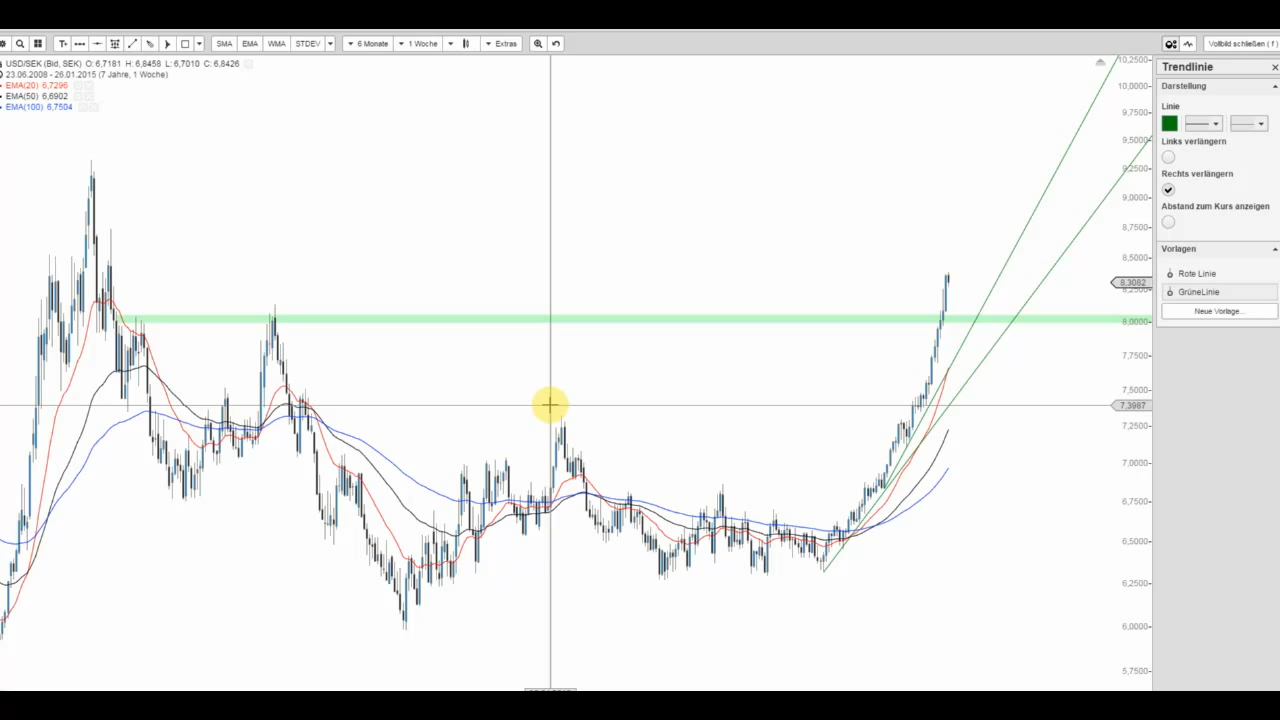 SMA EMA WMA STDEV 6 Monate 1 Woche Extras Vollbild schließen ( f )
USD/SEK (Bid, SEK) O: 6,7181 H: 6,8458 L: 6,7010 C: 6,8426
23.06.2008 - 26.01.2015 (7 Jahre, 1 Woche)
EMA(20) 6,7296
EMA(50) 6,6902
EMA(100) 6,7504
10,2500
10,0000
9,7500
9,5000
9,2500
9,0000
8,7500
8,5000
8,3082
8,2500
8,0000
7,7500
7,5000
7,3987
7,2500
7,0000
6,7500
6,5000
6,2500
6,0000
5,7500
Trendlinie
Darstellung
Linie
Links verlängern
Rechts verlängern
Abstand zum Kurs anzeigen
Vorlagen
Rote Linie
GrüneLinie
Neue Vorlage...